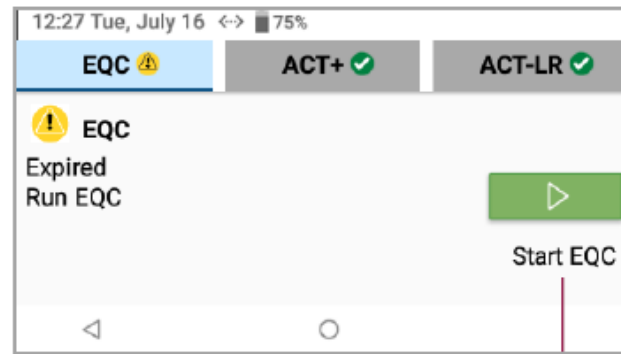 12:27 Tue, July 16 75%
EQC ACT+ ACT-LR
EQC
Expired
Run EQC
Start EQC